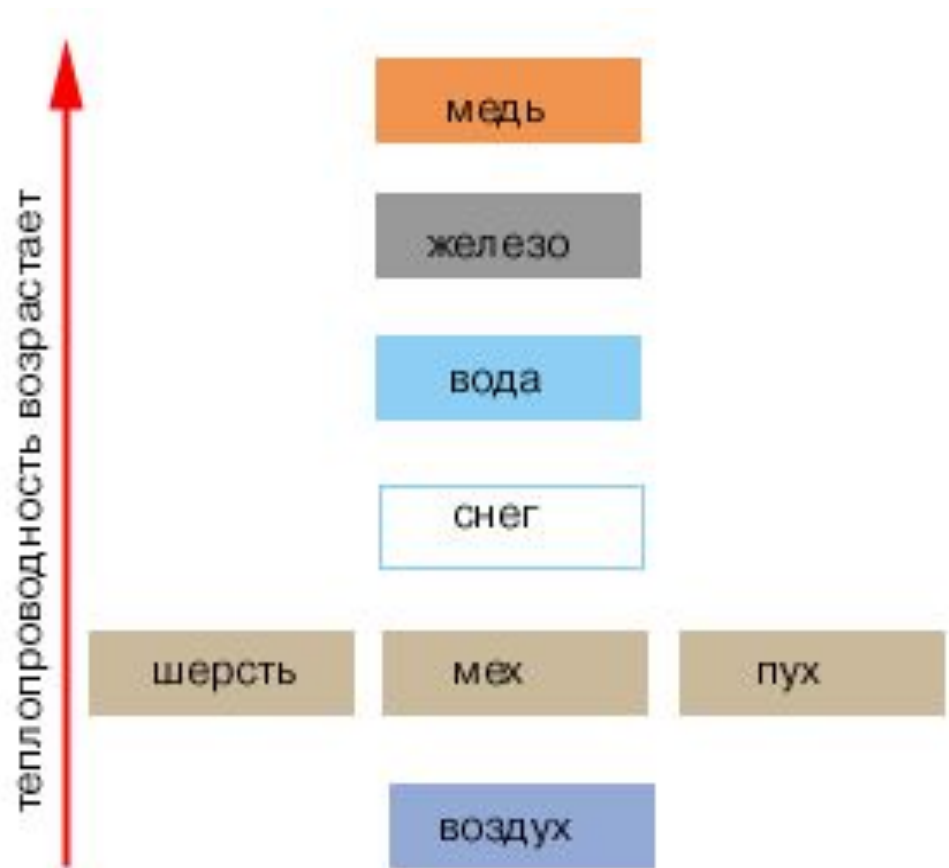 теплопроводность возрастает
медь
железо
вода
снег
шерсть мех пух
воздух